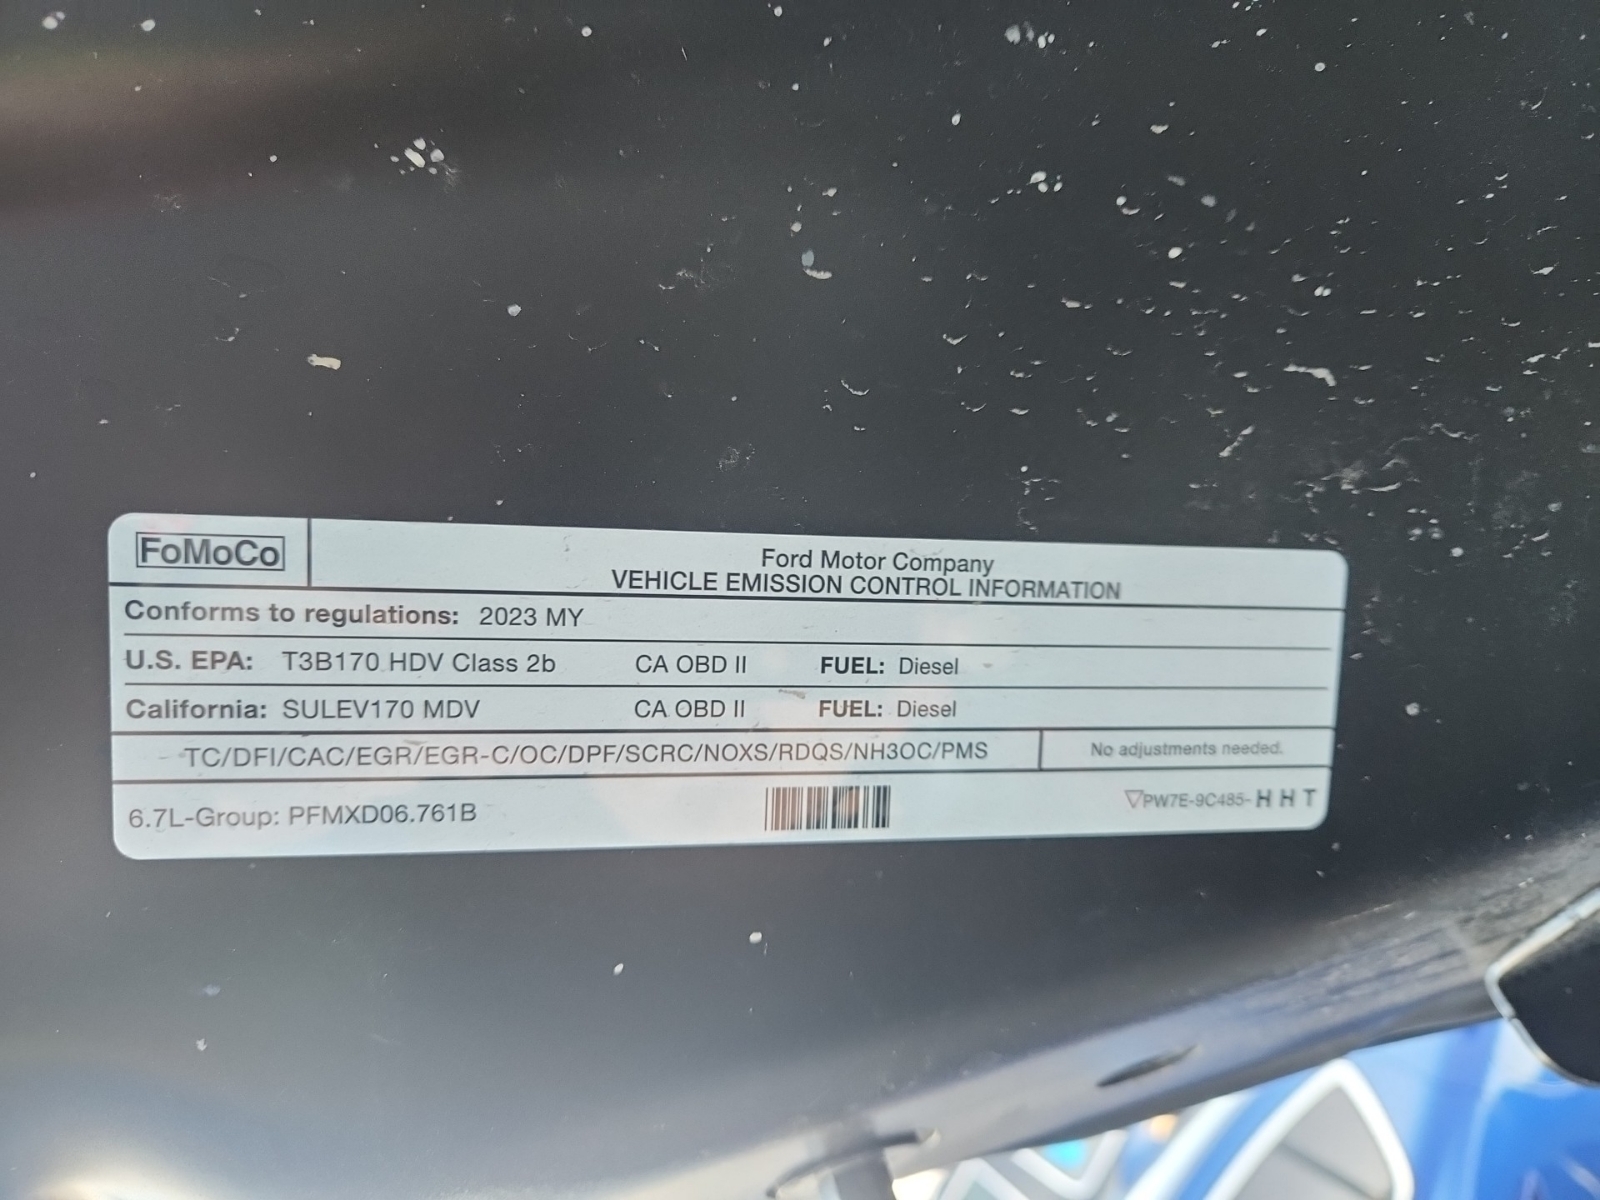 FoMoCo
Ford Motor Company
VEHICLE EMISSION CONTROL INFORMATION
Conforms to regulations: 2023 MY
U.S. EPA: T3B170 HDV Class 2b CA OBD II FUEL: Diesel
California: SULEV170 MDV CA OBD II FUEL: Diesel
TC/DFI/CAC/EGR/EGR-C/OC/DPF/SCRC/NOXS/RDQS/NH3OC/PMS No adjustments needed.
6.7L-Group: PFMXD06.761B ▽PW7E-9C485- H H T